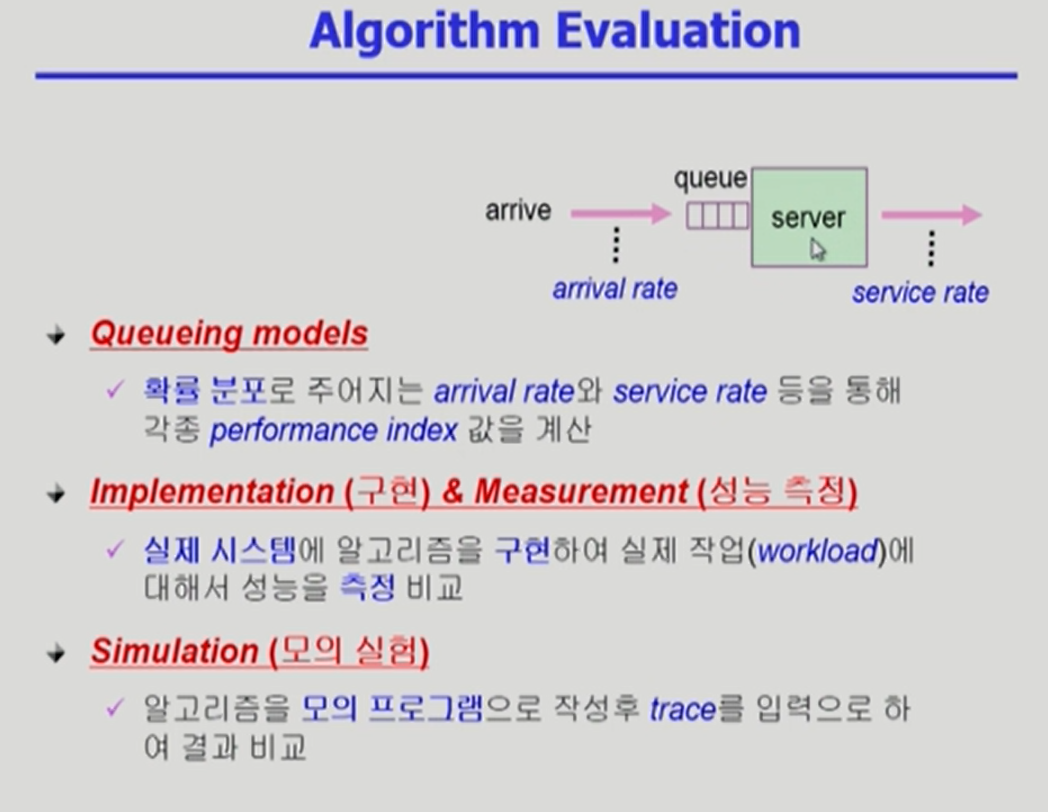 Algorithm Evaluation
queue
arrive
server
arrival rate
service rate
Queueing models
확률 분포로 주어지는 arrival rate와 service rate 등을 통해
각종 performance index 값을 계산
Implementation (구현) & Measurement (성능 측정)
실제 시스템에 알고리즘을 구현하여 실제 작업(workload)에
대해서 성능을 측정 비교
Simulation (모의 실험)
알고리즘을 모의 프로그램으로 작성후 trace를 입력으로 하
여 결과 비교